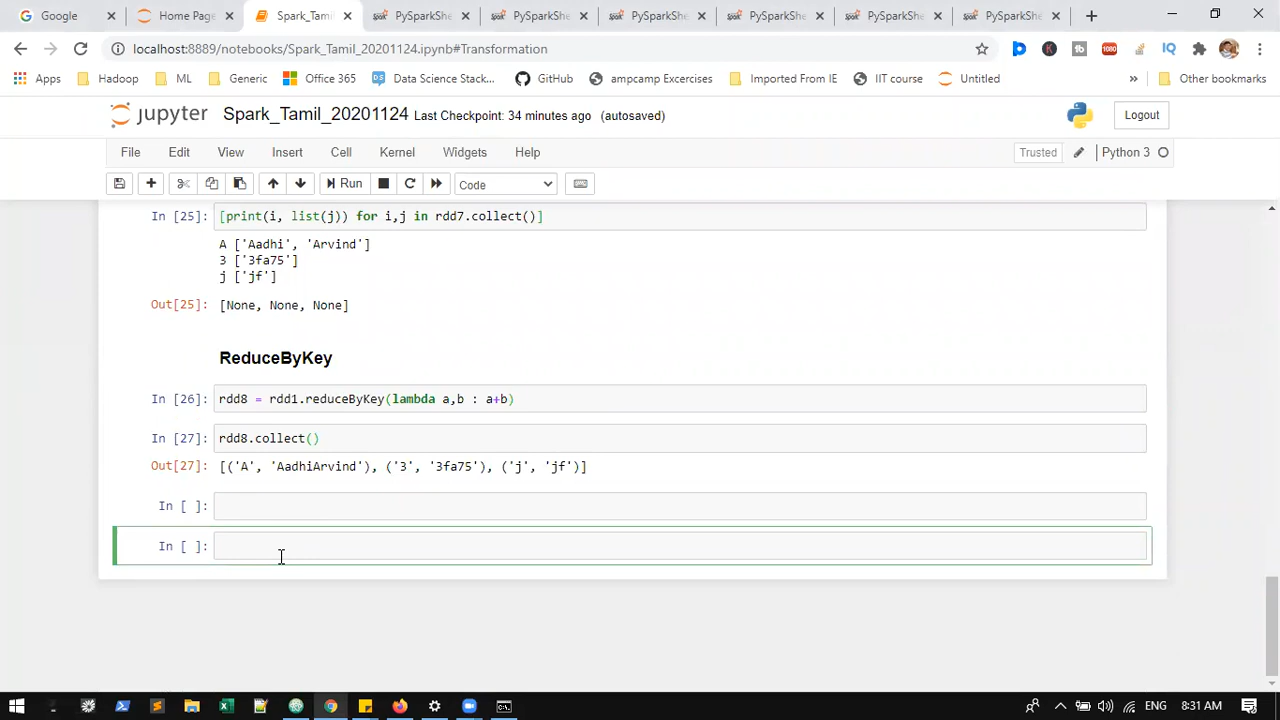 Google
Home Page
Spark_Tamil
PySparkShe
PySparkShe
PySparkShe
PySparkShe
PySparkShe
PySparkShe
localhost:8889/notebooks/Spark_Tamil_20201124.ipynb#Transformation
Apps
Hadoop
ML
Generic
Office 365
Data Science Stack...
GitHub
ampcamp Excercises
Imported From IE
IIT course
Untitled
»
Other bookmarks
jupyter
Spark_Tamil_20201124 Last Checkpoint: 34 minutes ago (autosaved)
Logout
File Edit View Insert Cell Kernel Widgets Help
Trusted
Python 3
Run
Code
In [25]: [print(i, list(j)) for i,j in rdd7.collect()]
A ['Aadhi', 'Arvind']
3 ['3fa75']
j ['jf']
Out[25]: [None, None, None]
ReduceByKey
In [26]: rdd8 = rdd1.reduceByKey(lambda a,b : a+b)
In [27]: rdd8.collect()
Out[27]: [('A', 'AadhiArvind'), ('3', '3fa75'), ('j', 'jf')]
In [ ]:
In [ ]:
ENG 8:31 AM